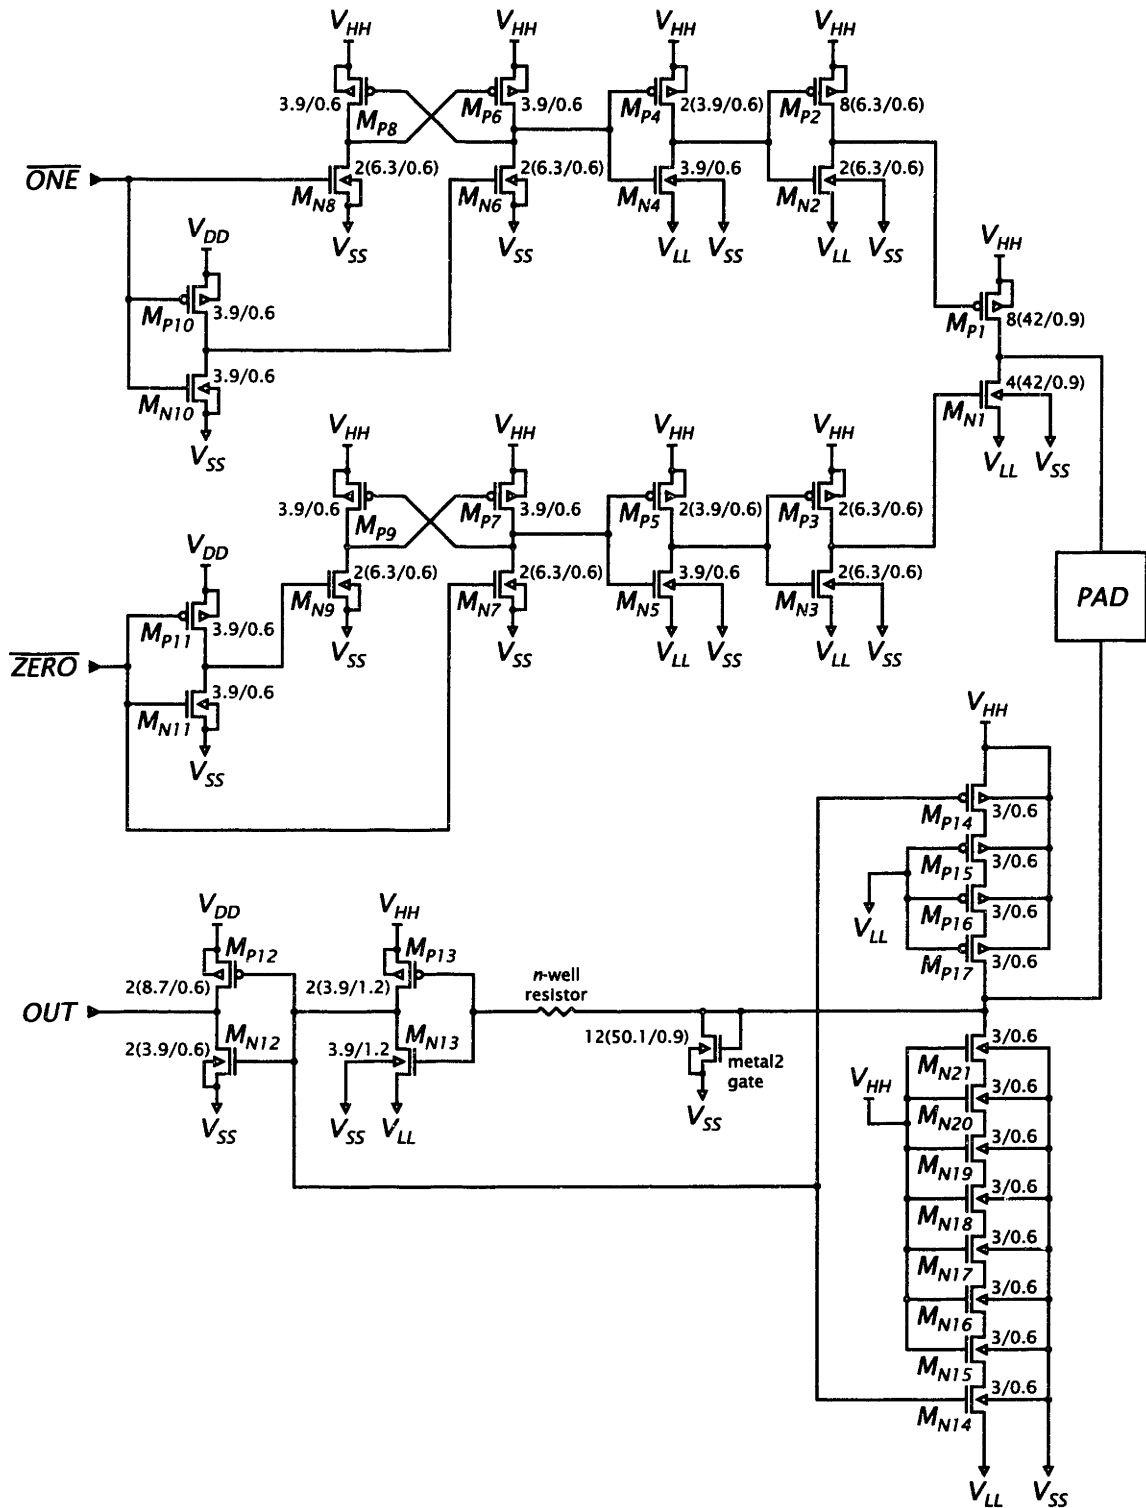 V_HH V_HH V_HH V_HH
3.9/0.6 M_P8 M_P6 3.9/0.6 M_P4 2(3.9/0.6) M_P2 8(6.3/0.6)
ONE M_N8 2(6.3/0.6) M_N6 2(6.3/0.6) M_N4 3.9/0.6 M_N2 2(6.3/0.6)
V_DD V_SS V_SS V_LL V_SS V_LL V_SS
V_HH
M_P10 3.9/0.6
M_P1 8(42/0.9)
M_N10 3.9/0.6
M_N1 4(42/0.9)
V_SS V_HH V_HH V_HH V_HH V_LL V_SS
3.9/0.6 M_P9 M_P7 3.9/0.6 M_P5 2(3.9/0.6) M_P3 2(6.3/0.6)
V_DD
M_N9 2(6.3/0.6) M_N7 2(6.3/0.6) M_N5 3.9/0.6 M_N3 2(6.3/0.6)
PAD
M_P11 3.9/0.6
V_SS V_SS V_LL V_SS V_LL V_SS
ZERO
M_N11 3.9/0.6
V_SS
V_HH
M_P14 3/0.6
M_P15 3/0.6
V_LL
M_P16 3/0.6
M_P17 3/0.6
V_DD V_HH
M_P12 M_P13
2(8.7/0.6) 2(3.9/1.2)
n-well
resistor
OUT
M_N12 M_N13
2(3.9/0.6) 3.9/1.2
12(50.1/0.9)
metal2
gate
V_SS V_SS V_LL V_SS
V_HH
M_N21 3/0.6
M_N20 3/0.6
M_N19 3/0.6
M_N18 3/0.6
M_N17 3/0.6
M_N16 3/0.6
M_N15 3/0.6
M_N14 3/0.6
V_LL V_SS